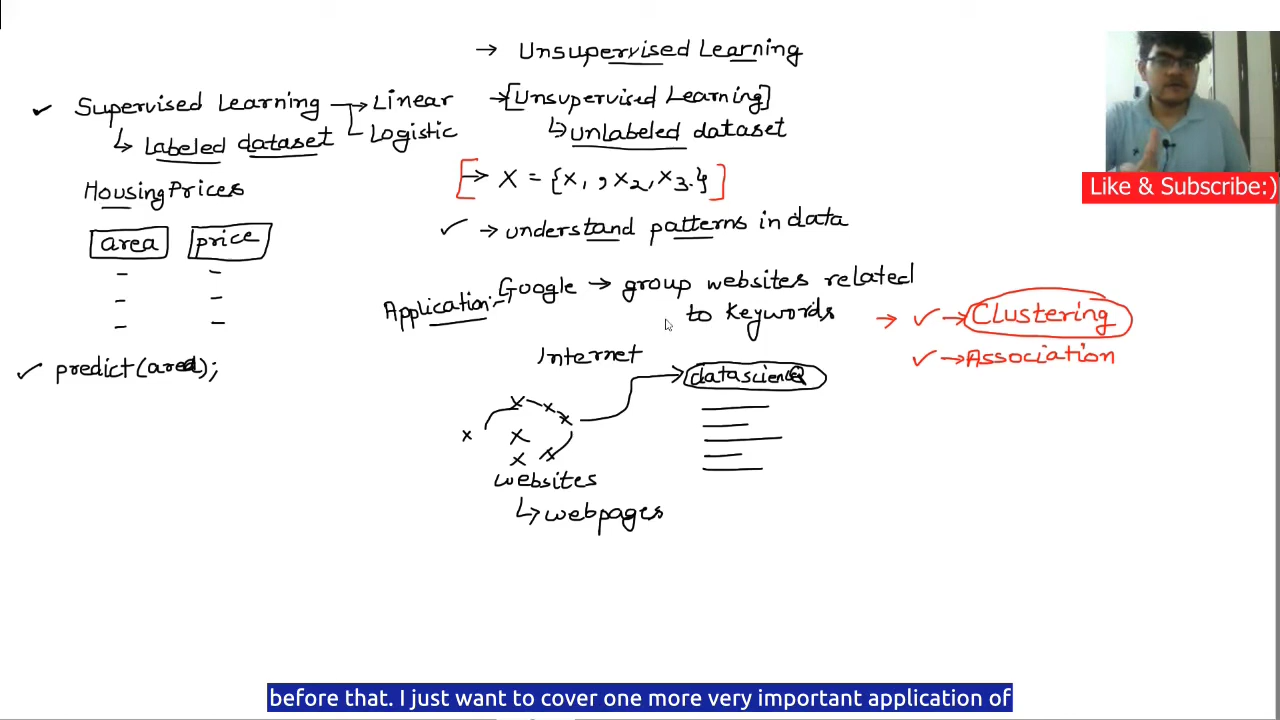 → Unsupervised Learning
✓ Supervised Learning → Linear
Logistic
↳ Labeled dataset
Housing Prices
area price
- -
- -
- -
✓ predict(area);
→ [Unsupervised Learning]
↳ unlabeled dataset
[→ X = {x1, x2, x3.}]
✓ → understand patterns in data
Application:- Google → group websites related
to keywords
→ ✓ → Clustering
✓ → Association
Internet
datascience
websites
↳ webpages
Like & Subscribe:)
before that. I just want to cover one more very important application of